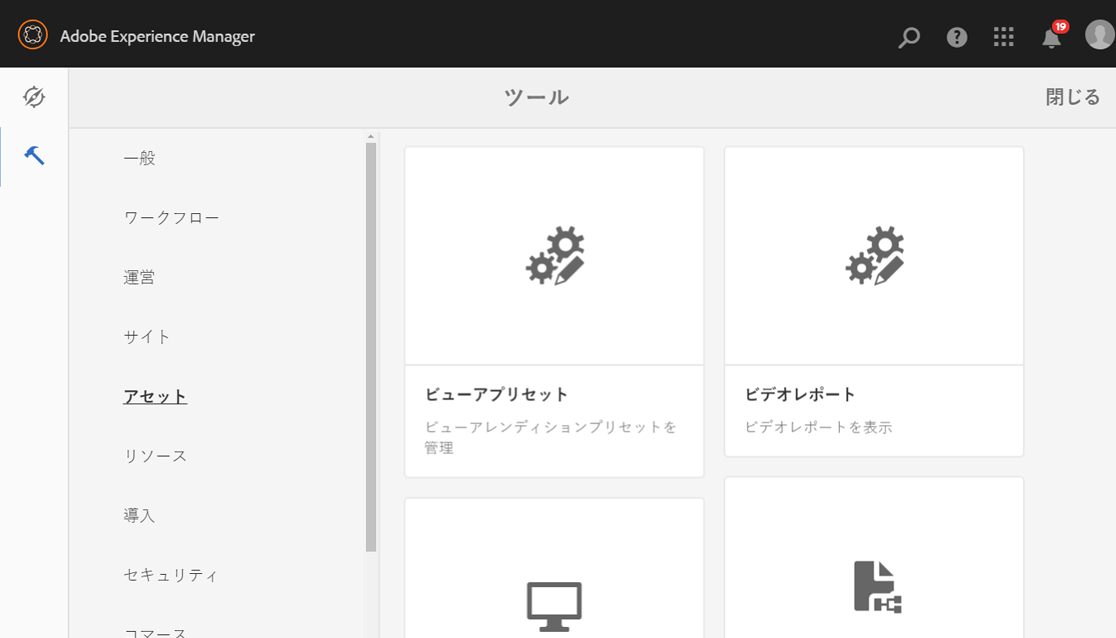 Adobe Experience Manager
19
ツール
閉じる
一般
ワークフロー
運営
サイト
アセット
リソース
導入
セキュリティ
コマース
ビューアプリセット
ビューアレンディションプリセットを
管理
ビデオレポート
ビデオレポートを表示